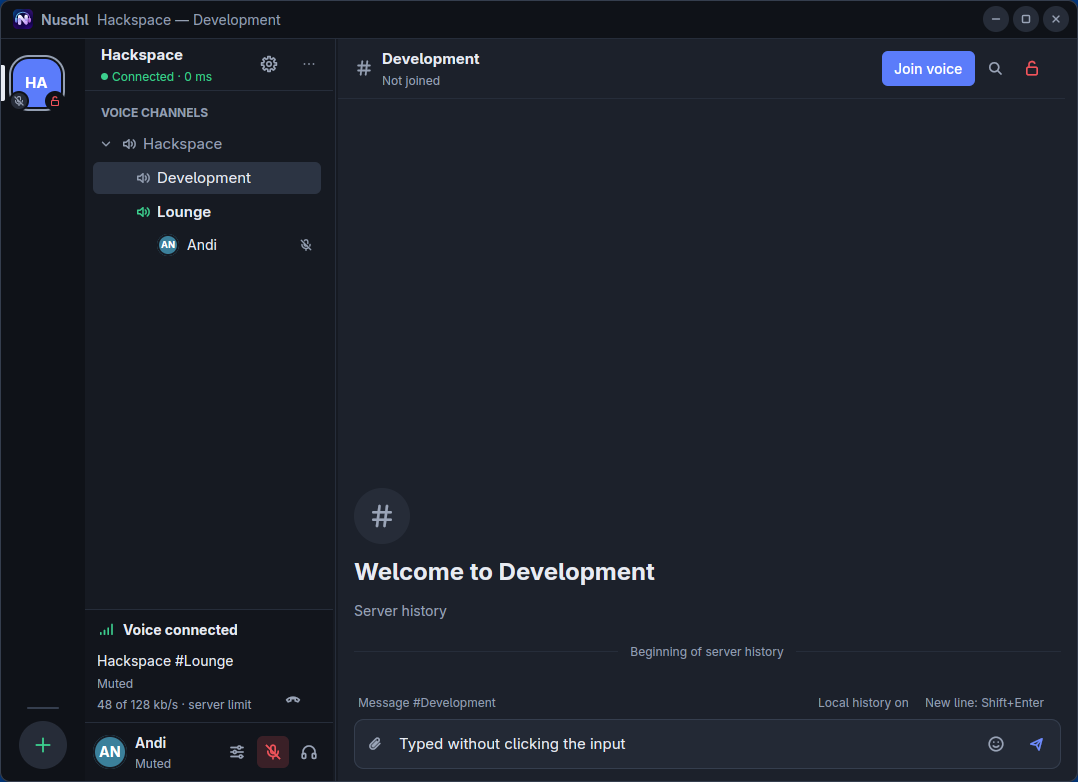 Nuschl Hackspace — Development
HA
Hackspace
Connected · 0 ms
VOICE CHANNELS
Hackspace
Development
Lounge
AN Andi
Voice connected
Hackspace #Lounge
Muted
48 of 128 kb/s · server limit
AN Andi
Muted
Development
Not joined
Join voice
Welcome to Development
Server history
Beginning of server history
Message #Development Local history on New line: Shift+Enter
Typed without clicking the input